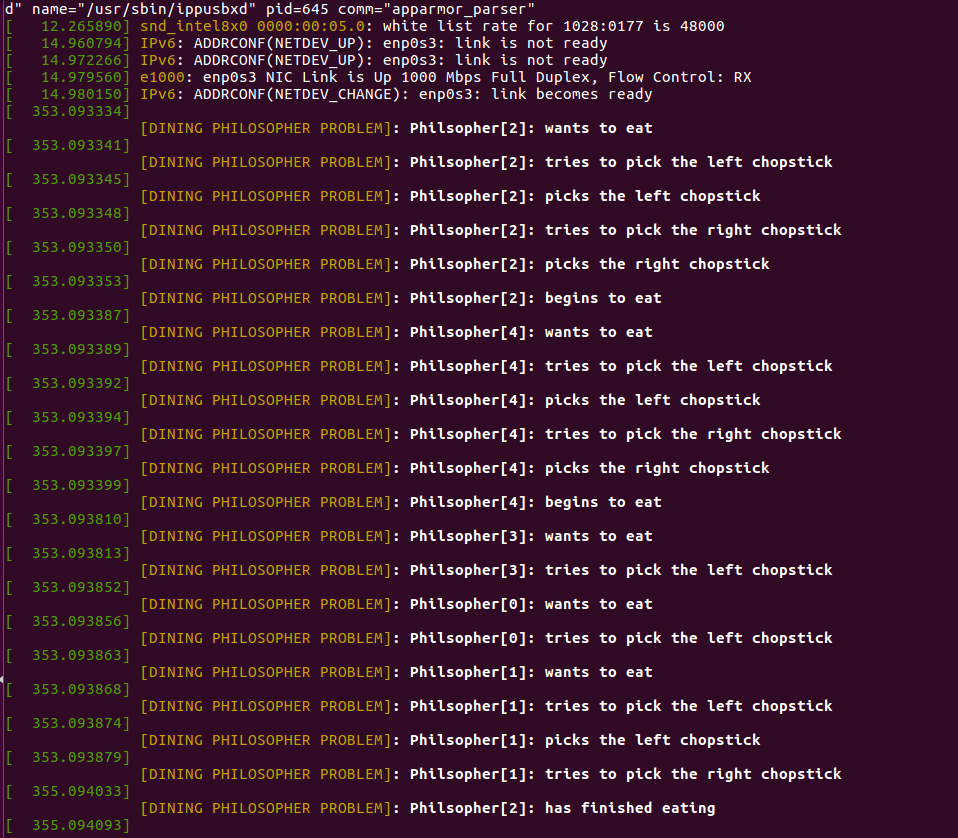 d" name="/usr/sbin/ippusbxd" pid=645 comm="apparmor_parser"
[   12.265890] snd_intel8x0 0000:00:05.0: white list rate for 1028:0177 is 48000
[   14.960794] IPv6: ADDRCONF(NETDEV_UP): enp0s3: link is not ready
[   14.972266] IPv6: ADDRCONF(NETDEV_UP): enp0s3: link is not ready
[   14.979560] e1000: enp0s3 NIC Link is Up 1000 Mbps Full Duplex, Flow Control: RX
[   14.980150] IPv6: ADDRCONF(NETDEV_CHANGE): enp0s3: link becomes ready
[  353.093334]
[DINING PHILOSOPHER PROBLEM]: Philsopher[2]: wants to eat
[  353.093341]
[DINING PHILOSOPHER PROBLEM]: Philsopher[2]: tries to pick the left chopstick
[  353.093345]
[DINING PHILOSOPHER PROBLEM]: Philsopher[2]: picks the left chopstick
[  353.093348]
[DINING PHILOSOPHER PROBLEM]: Philsopher[2]: tries to pick the right chopstick
[  353.093350]
[DINING PHILOSOPHER PROBLEM]: Philsopher[2]: picks the right chopstick
[  353.093353]
[DINING PHILOSOPHER PROBLEM]: Philsopher[2]: begins to eat
[  353.093387]
[DINING PHILOSOPHER PROBLEM]: Philsopher[4]: wants to eat
[  353.093389]
[DINING PHILOSOPHER PROBLEM]: Philsopher[4]: tries to pick the left chopstick
[  353.093392]
[DINING PHILOSOPHER PROBLEM]: Philsopher[4]: picks the left chopstick
[  353.093394]
[DINING PHILOSOPHER PROBLEM]: Philsopher[4]: tries to pick the right chopstick
[  353.093397]
[DINING PHILOSOPHER PROBLEM]: Philsopher[4]: picks the right chopstick
[  353.093399]
[DINING PHILOSOPHER PROBLEM]: Philsopher[4]: begins to eat
[  353.093810]
[DINING PHILOSOPHER PROBLEM]: Philsopher[3]: wants to eat
[  353.093813]
[DINING PHILOSOPHER PROBLEM]: Philsopher[3]: tries to pick the left chopstick
[  353.093852]
[DINING PHILOSOPHER PROBLEM]: Philsopher[0]: wants to eat
[  353.093856]
[DINING PHILOSOPHER PROBLEM]: Philsopher[0]: tries to pick the left chopstick
[  353.093863]
[DINING PHILOSOPHER PROBLEM]: Philsopher[1]: wants to eat
[  353.093868]
[DINING PHILOSOPHER PROBLEM]: Philsopher[1]: tries to pick the left chopstick
[  353.093874]
[DINING PHILOSOPHER PROBLEM]: Philsopher[1]: picks the left chopstick
[  353.093879]
[DINING PHILOSOPHER PROBLEM]: Philsopher[1]: tries to pick the right chopstick
[  355.094033]
[DINING PHILOSOPHER PROBLEM]: Philsopher[2]: has finished eating
[  355.094093]